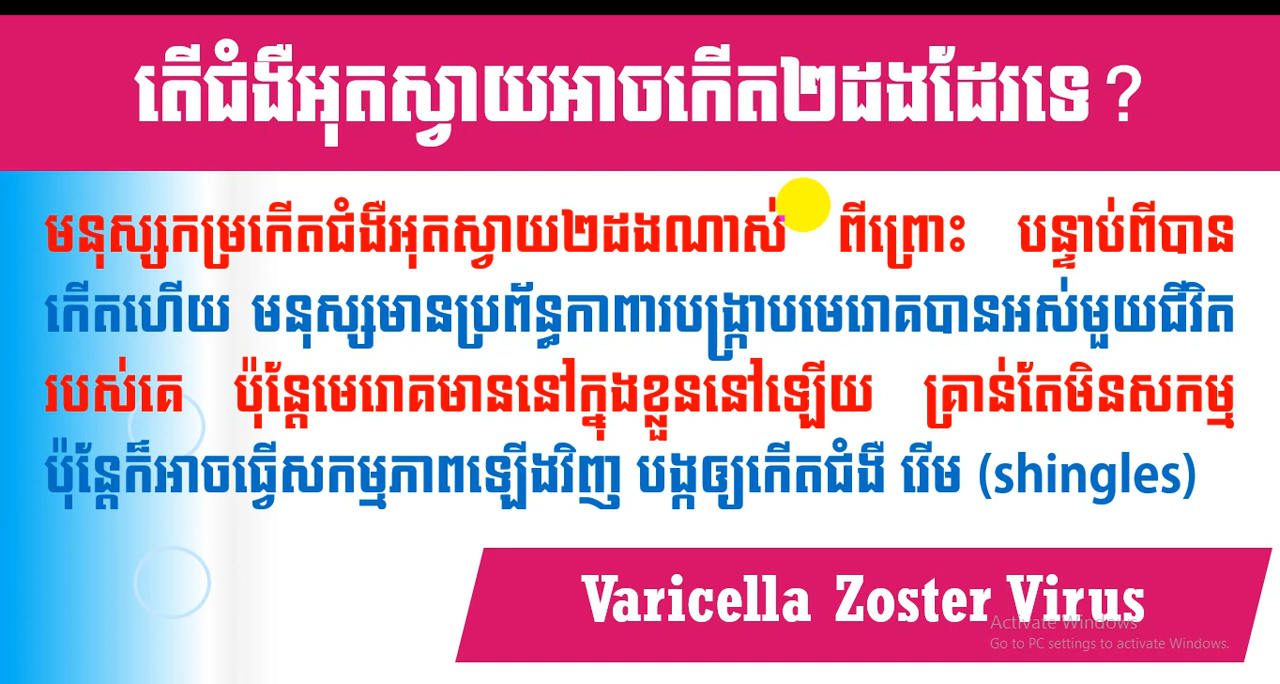 តើជំងឺអុតស្វាយអាចកើត២ដងដែរទេ?
មនុស្សកម្រកើតជំងឺអុតស្វាយ២ដងណាស់ ពីព្រោះ បន្ទាប់ពីបាន
កើតហើយ មនុស្សមានប្រព័ន្ធការពារបង្ក្រាបមេរោគបានអស់មួយជីវិត
របស់គេ ប៉ុន្តែមេរោគមាននៅក្នុងខ្លួននៅឡើយ គ្រាន់តែមិនសកម្ម
ប៉ុន្តែក៏អាចធ្វើសកម្មភាពឡើងវិញ បង្កឲ្យកើតជំងឺ រើម (shingles)
Varicella Zoster Virus
Activate Windows
Go to PC settings to activate Windows.